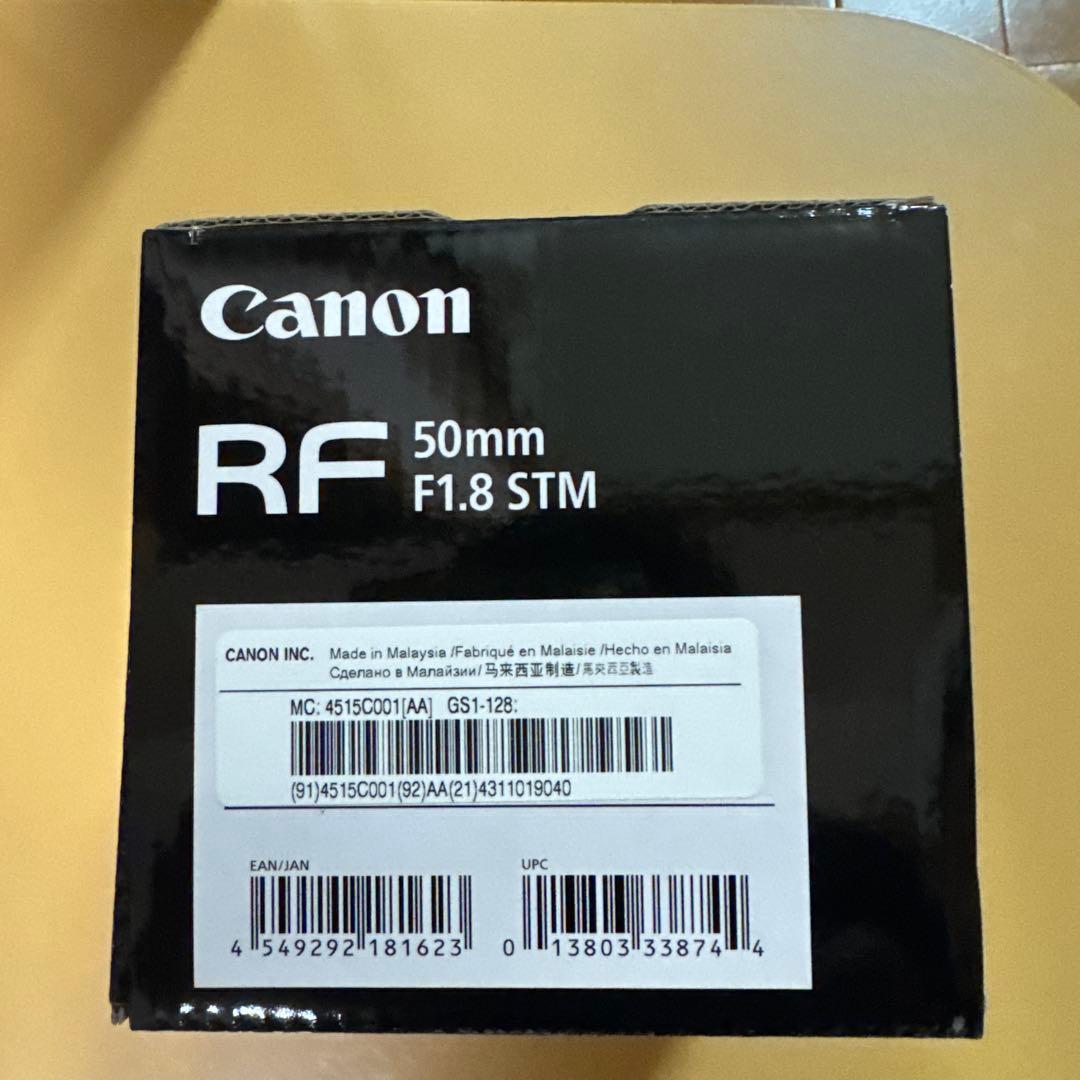 Canon
RF 50mm
F1.8 STM
CANON INC. Made in Malaysia /Fabriqué en Malaisie /Hecho en Malaisia
Сделано в Малайзии/马来西亚制造/馬來西亞製造
MC: 4515C001[AA] GS1-128:
(91)4515C001(92)AA(21)4311019040
EAN/JAN UPC
4 549292 181623 0 13803 33874 4